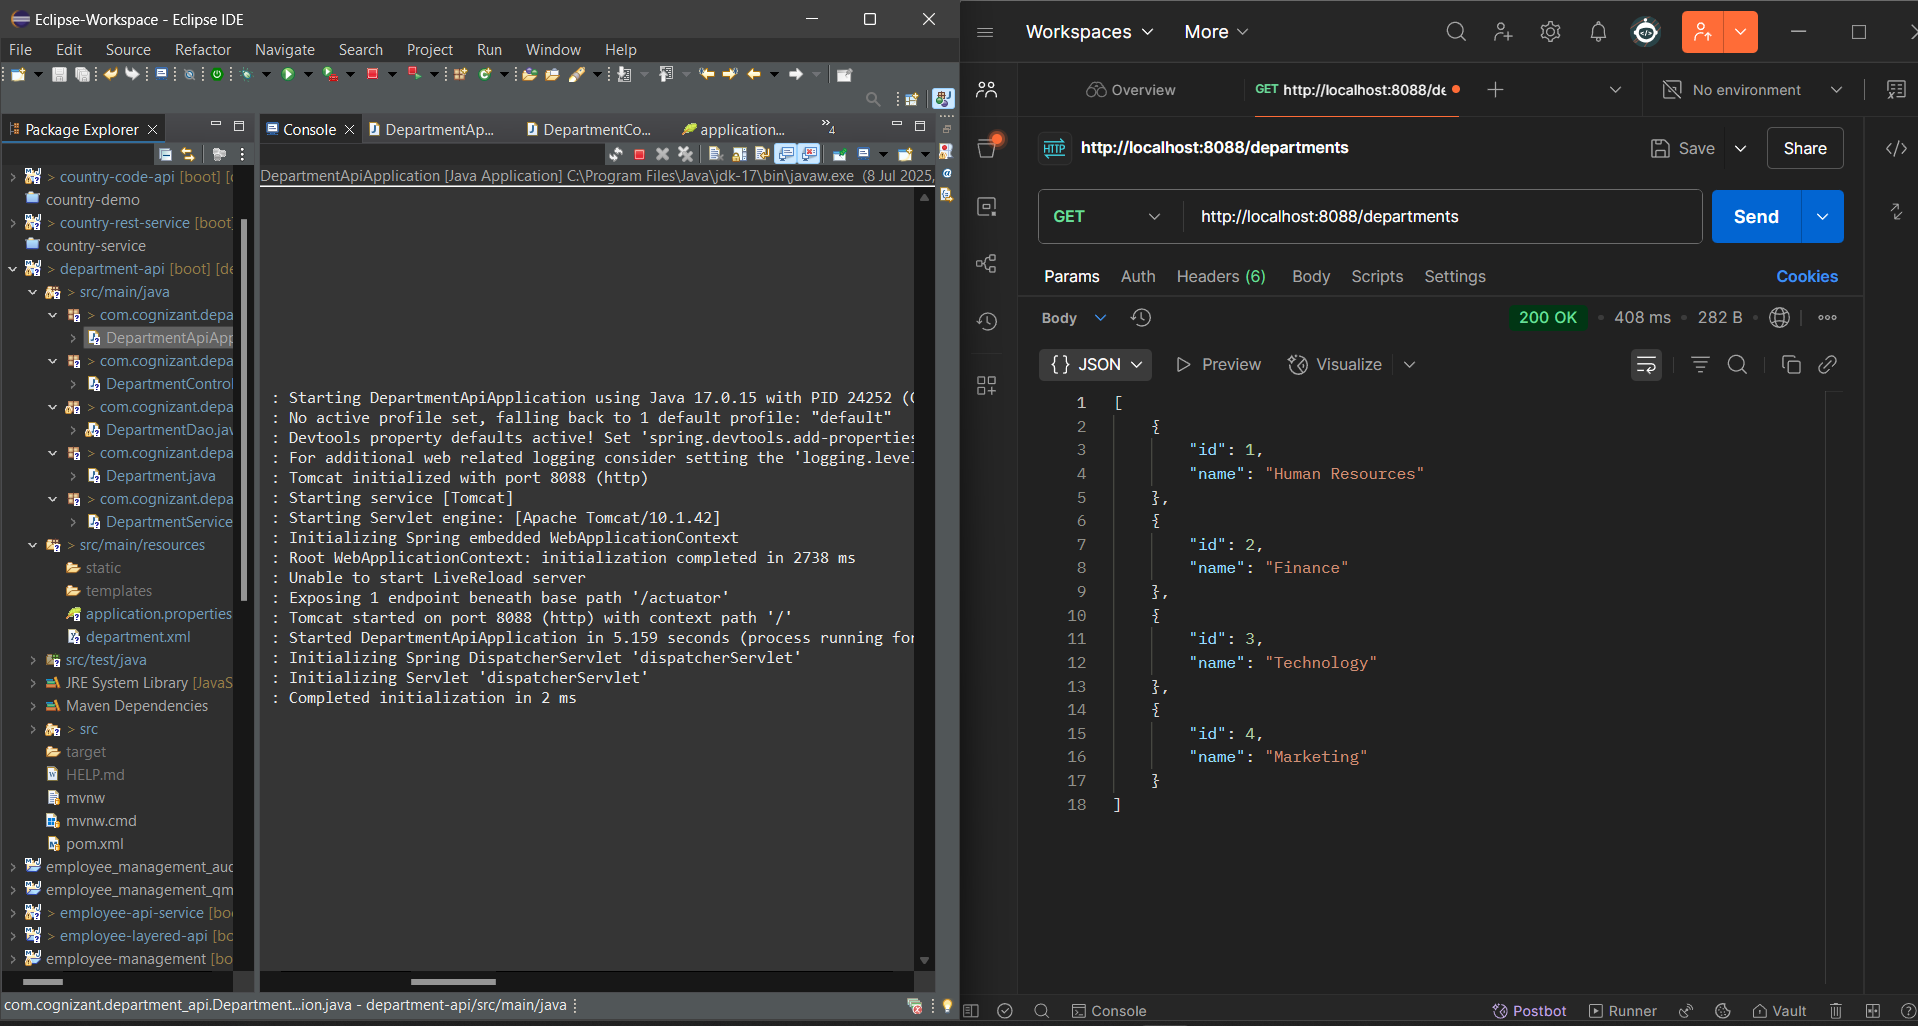 Eclipse-Workspace - Eclipse IDE
File Edit Source Refactor Navigate Search Project Run Window Help
Package Explorer
> country-code-api [boot] [c
country-demo
> country-rest-service [boot]
country-service
> department-api [boot] [de
> src/main/java
> com.cognizant.depa
DepartmentApiApp
> com.cognizant.depa
DepartmentControl
> com.cognizant.depa
DepartmentDao.jav
> com.cognizant.depa
Department.java
> com.cognizant.depa
DepartmentService
> src/main/resources
static
templates
application.properties
department.xml
src/test/java
JRE System Library [JavaS
Maven Dependencies
> src
target
HELP.md
mvnw
mvnw.cmd
pom.xml
employee_management_auc
employee_management_qm
> employee-api-service [bo
> employee-layered-api [bo
employee-management [bo
Console
DepartmentAp...
DepartmentCo...
application...
»4
DepartmentApiApplication [Java Application] C:\Program Files\Java\jdk-17\bin\javaw.exe (8 Jul 2025,
: Starting DepartmentApiApplication using Java 17.0.15 with PID 24252 (C
: No active profile set, falling back to 1 default profile: "default"
: Devtools property defaults active! Set 'spring.devtools.add-properties
: For additional web related logging consider setting the 'logging.level
: Tomcat initialized with port 8088 (http)
: Starting service [Tomcat]
: Starting Servlet engine: [Apache Tomcat/10.1.42]
: Initializing Spring embedded WebApplicationContext
: Root WebApplicationContext: initialization completed in 2738 ms
: Unable to start LiveReload server
: Exposing 1 endpoint beneath base path '/actuator'
: Tomcat started on port 8088 (http) with context path '/'
: Started DepartmentApiApplication in 5.159 seconds (process running for
: Initializing Spring DispatcherServlet 'dispatcherServlet'
: Initializing Servlet 'dispatcherServlet'
: Completed initialization in 2 ms
com.cognizant.department_api.Department...ion.java - department-api/src/main/java
Workspaces More
Overview
GET http://localhost:8088/de
No environment
HTTP http://localhost:8088/departments
Save
Share
GET
http://localhost:8088/departments
Send
Params Auth Headers (6) Body Scripts Settings Cookies
Body
200 OK • 408 ms • 282 B
{} JSON
Preview
Visualize
1 [
2 {
3 "id": 1,
4 "name": "Human Resources"
5 },
6 {
7 "id": 2,
8 "name": "Finance"
9 },
10 {
11 "id": 3,
12 "name": "Technology"
13 },
14 {
15 "id": 4,
16 "name": "Marketing"
17 }
18 ]
Console
Postbot
Runner
Vault